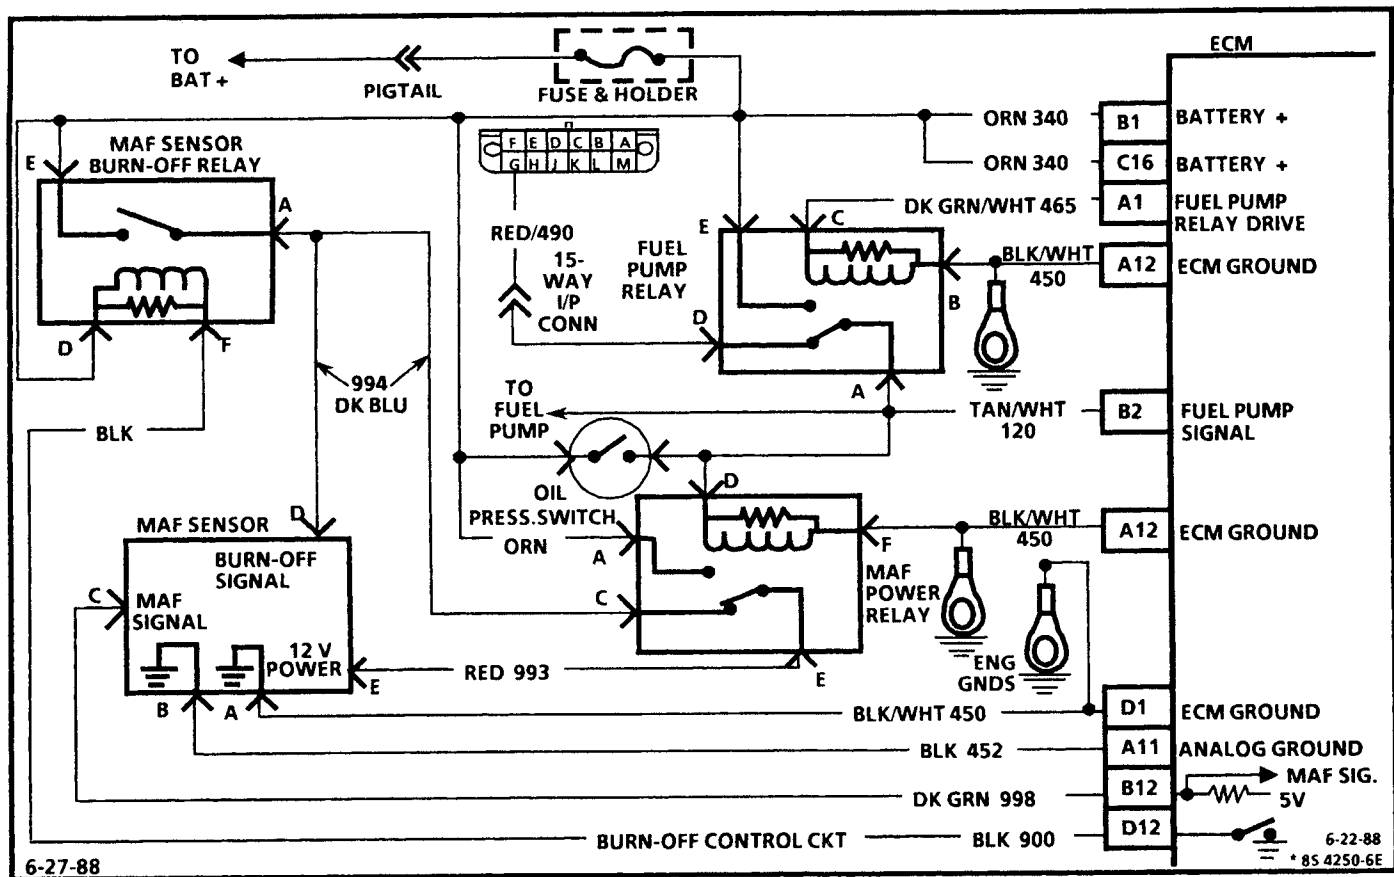 ECM
TO
BAT +
PIGTAIL
FUSE & HOLDER
ORN 340
B1
BATTERY +
MAF SENSOR
BURN-OFF RELAY
E
F E D C B A
G H J K L M
ORN 340
C16
BATTERY +
A
DK GRN/WHT 465
A1
FUEL PUMP
RELAY DRIVE
E
C
RED/490
15-
WAY
I/P
CONN
FUEL
PUMP
RELAY
BLK/WHT
450
A12
ECM GROUND
B
D
D
F
994
DK BLU
A
TO
FUEL
PUMP
TAN/WHT
120
B2
FUEL PUMP
SIGNAL
BLK
OIL
PRESS.SWITCH
D
MAF SENSOR
D
ORN
A
BLK/WHT
450
A12
ECM GROUND
F
BURN-OFF
SIGNAL
MAF
POWER
RELAY
C
MAF
SIGNAL
C
12 V
POWER
E
RED 993
E
ENG
GNDS
B
A
BLK/WHT 450
D1
ECM GROUND
BLK 452
A11
ANALOG GROUND
DK GRN 998
B12
MAF SIG.
5V
BURN-OFF CONTROL CKT
BLK 900
D12
6-27-88
6-22-88
* 8S 4250-6E